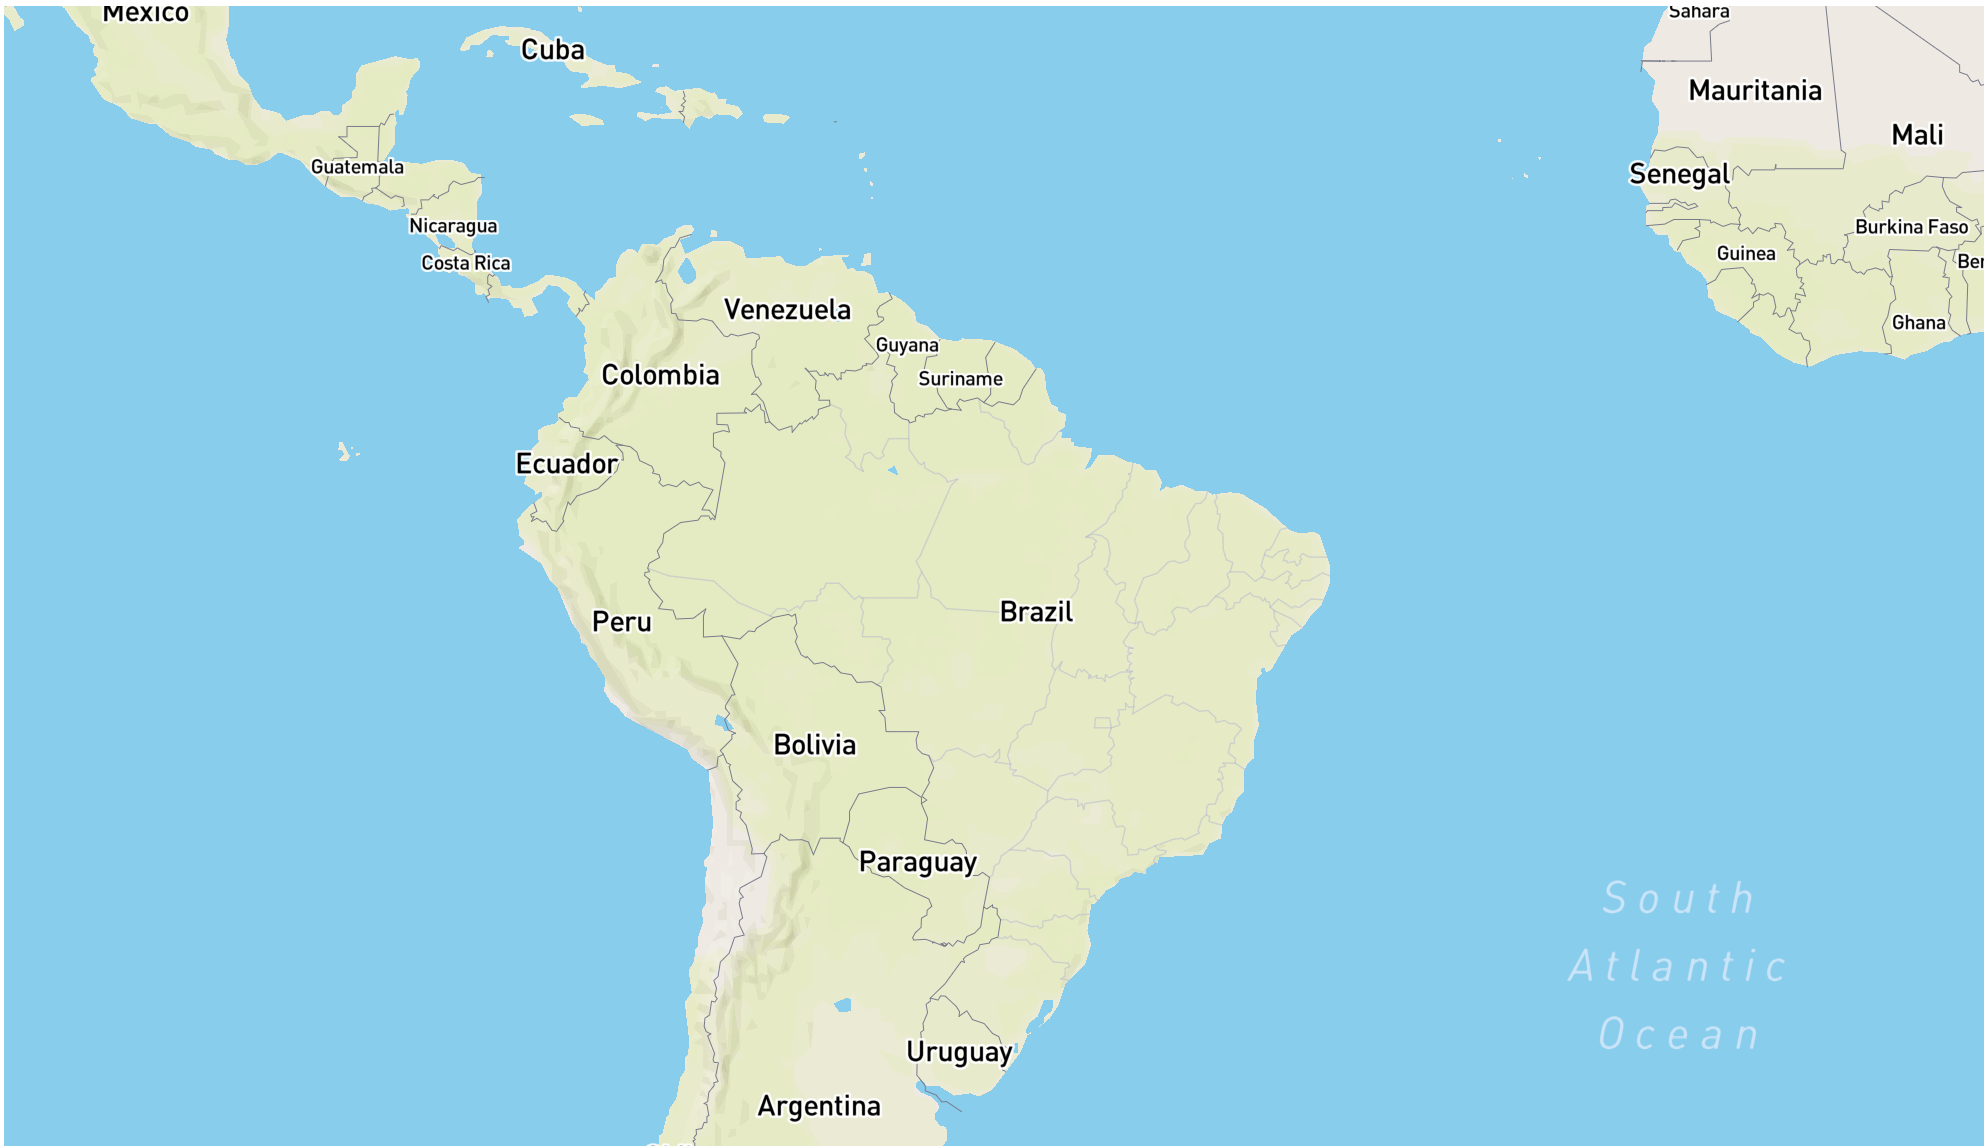 Mexico
Sahara
Cuba
Mauritania
Mali
Guatemala
Senegal
Nicaragua
Burkina Faso
Guinea
Costa Rica
Venezuela
Ghana
Guyana
Colombia
Suriname
Ecuador
Brazil
Peru
Bolivia
Paraguay
South
Atlantic
Ocean
Uruguay
Argentina